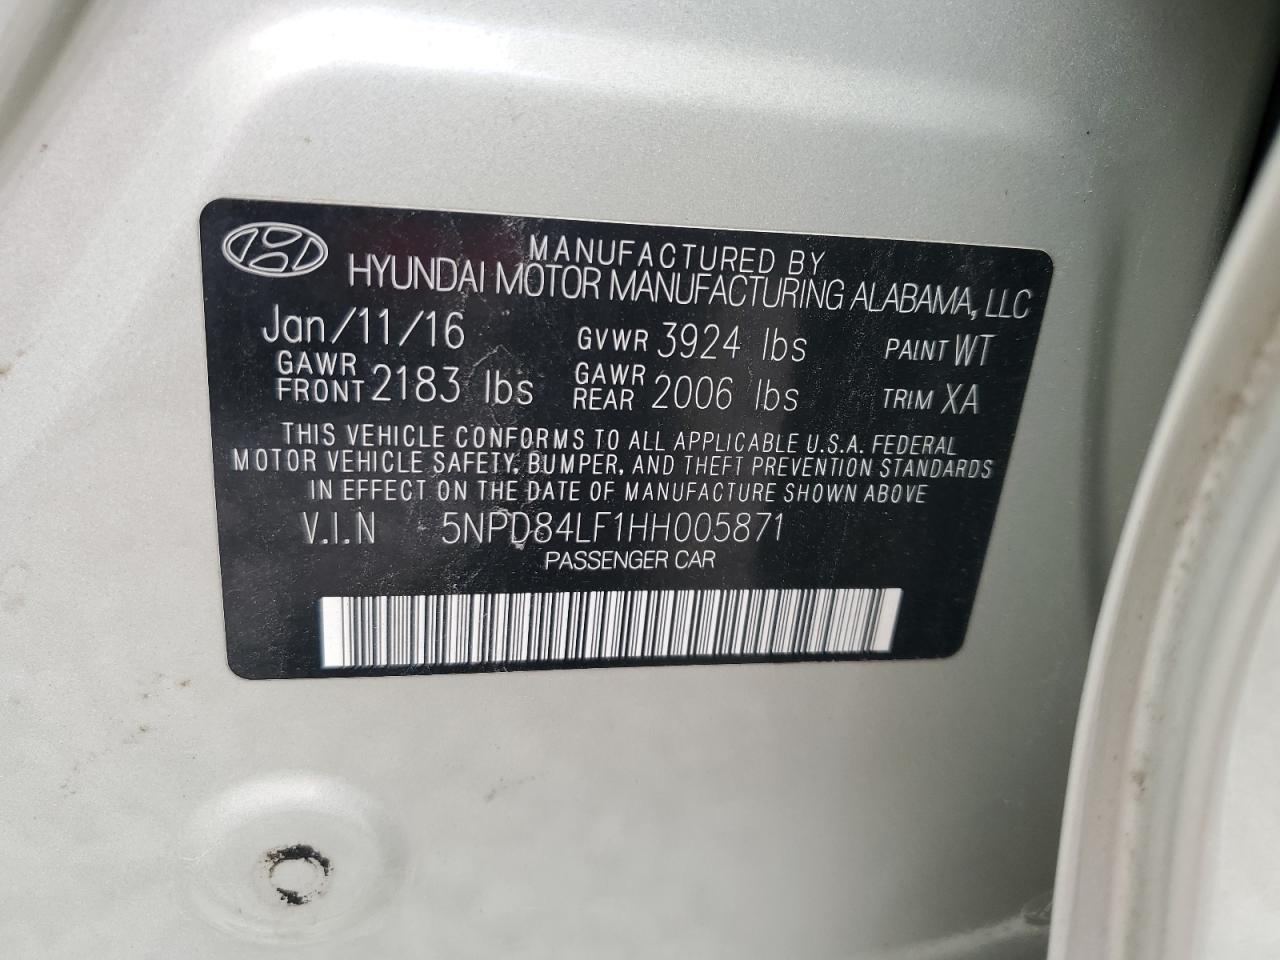 MANUFACTURED BY
HYUNDAI MOTOR MANUFACTURING ALABAMA, LLC
Jan/11/16 GVWR 3924 lbs PAINT WT
GAWR FRONT 2183 lbs GAWR REAR 2006 lbs TRIM XA
THIS VEHICLE CONFORMS TO ALL APPLICABLE U.S.A. FEDERAL
MOTOR VEHICLE SAFETY, BUMPER, AND THEFT PREVENTION STANDARDS
IN EFFECT ON THE DATE OF MANUFACTURE SHOWN ABOVE
V.I.N 5NPD84LF1HH005871
PASSENGER CAR